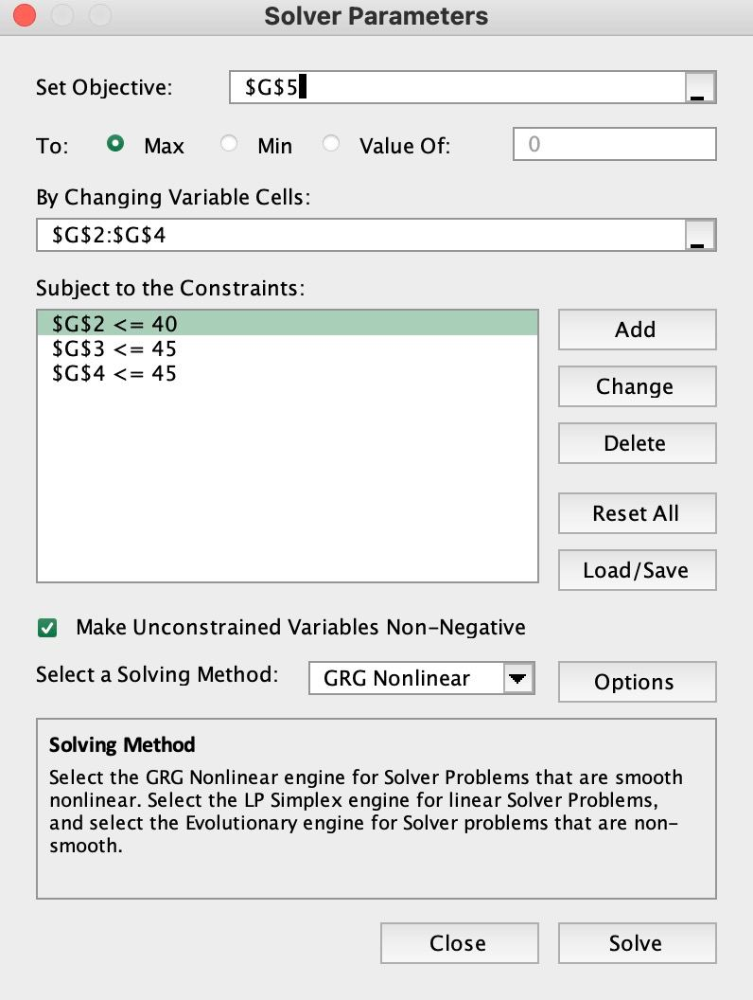 Solver Parameters
Set Objective:
$G$5
To:
Max
Min
Value Of:
0
By Changing Variable Cells:
$G$2:$G$4
Subject to the Constraints:
$G$2 <= 40
$G$3 <= 45
$G$4 <= 45
Add
Change
Delete
Reset All
Load/Save
Make Unconstrained Variables Non-Negative
Select a Solving Method:
GRG Nonlinear
Options
Solving Method
Select the GRG Nonlinear engine for Solver Problems that are smooth
nonlinear. Select the LP Simplex engine for linear Solver Problems,
and select the Evolutionary engine for Solver problems that are non-
smooth.
Close
Solve